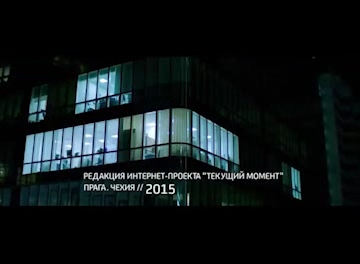 РЕДАКЦИЯ ИНТЕРНЕТ-ПРОЕКТА "ТЕКУЩИЙ МОМЕНТ"
ПРАГА. ЧЕХИЯ // 2015